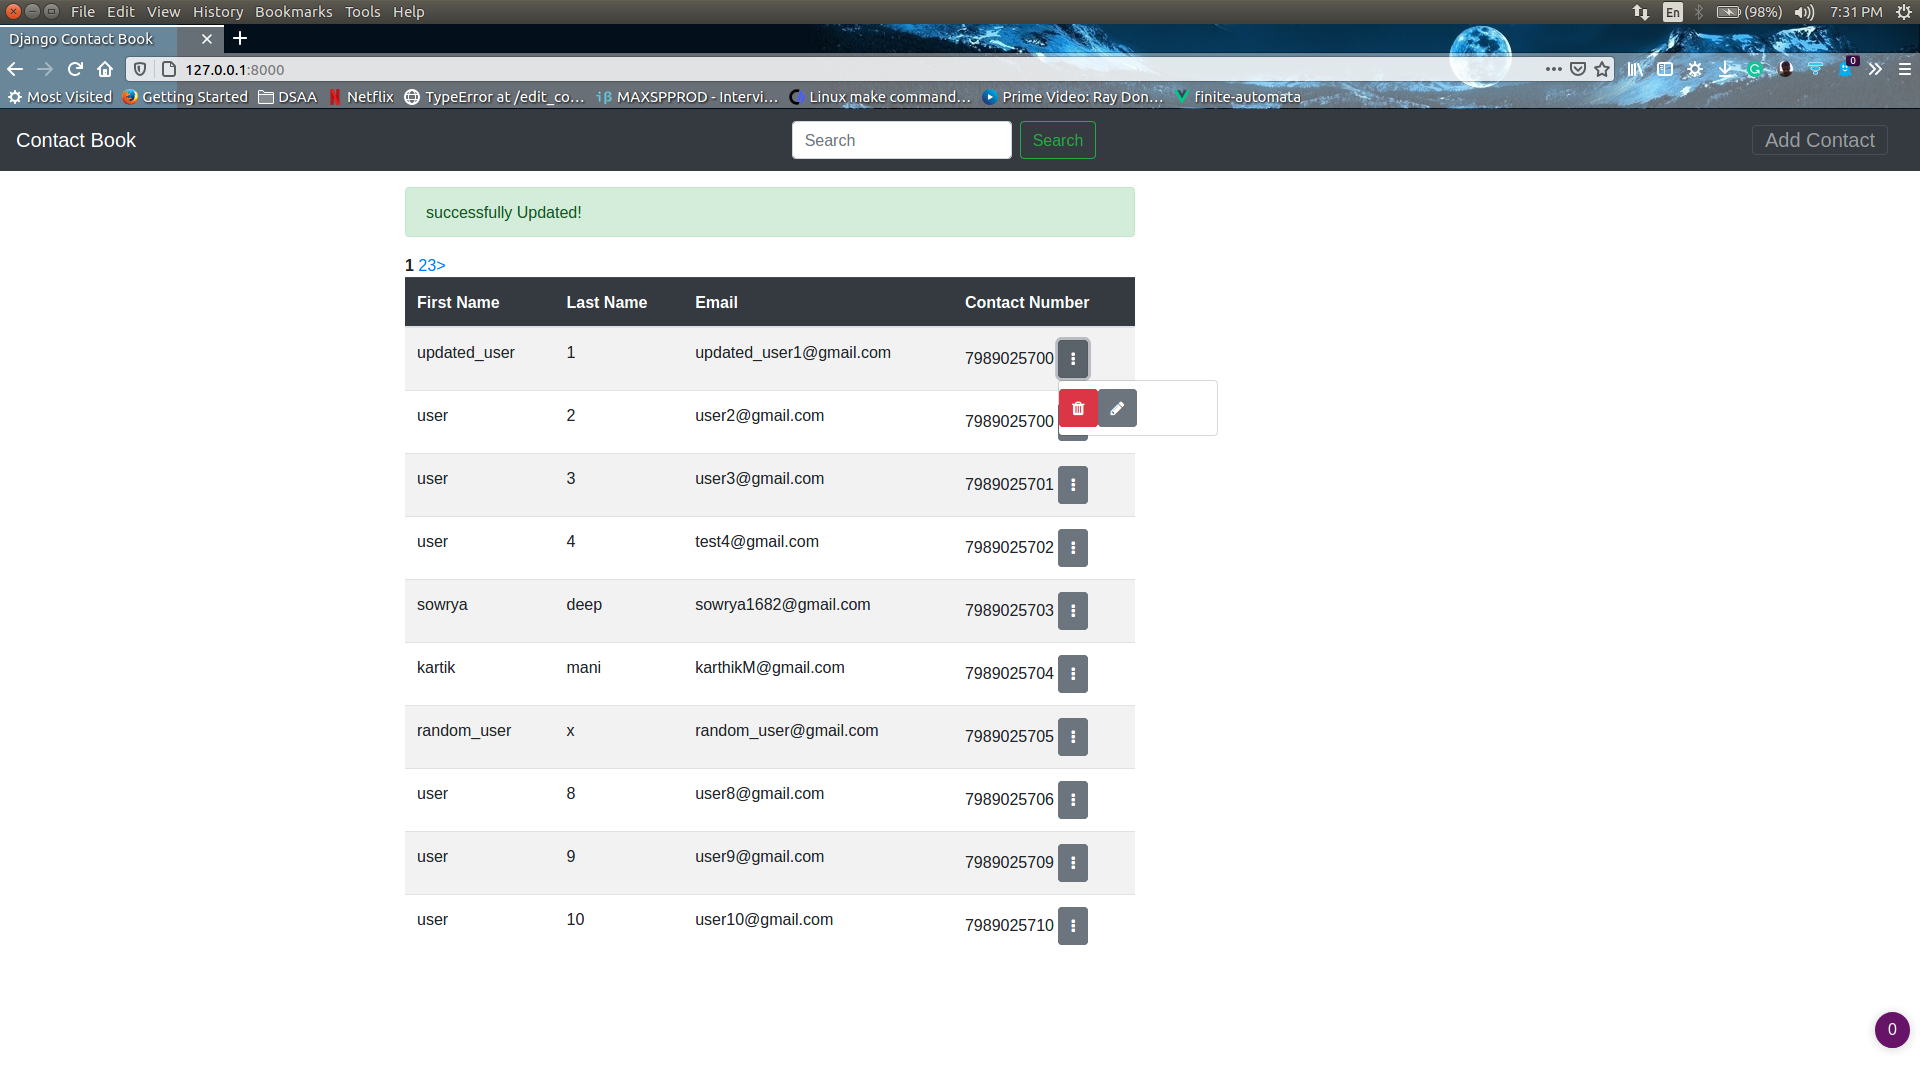 File Edit View History Bookmarks Tools Help
En (98%) 7:31 PM
Django Contact Book
127.0.0.1:8000
0
Most Visited Getting Started DSAA Netflix TypeError at /edit_co... MAXSPPROD - Intervi... Linux make command... Prime Video: Ray Don... finite-automata
Contact Book Search Search Add Contact
successfully Updated!
1 23>
First Name Last Name Email Contact Number
updated_user 1 updated_user1@gmail.com 7989025700
user 2 user2@gmail.com 7989025700
user 3 user3@gmail.com 7989025701
user 4 test4@gmail.com 7989025702
sowrya deep sowrya1682@gmail.com 7989025703
kartik mani karthikM@gmail.com 7989025704
random_user x random_user@gmail.com 7989025705
user 8 user8@gmail.com 7989025706
user 9 user9@gmail.com 7989025709
user 10 user10@gmail.com 7989025710
0